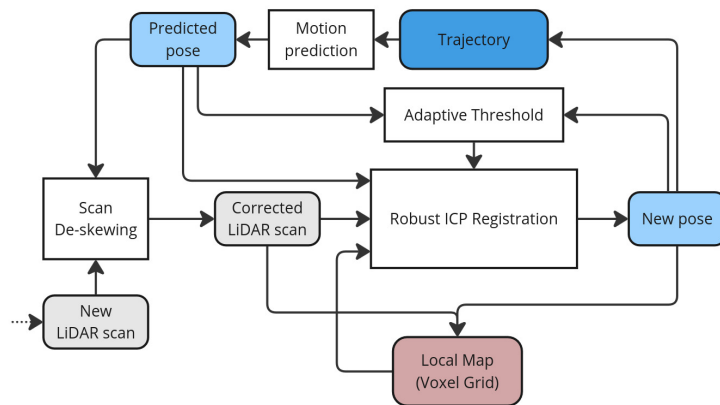 Predicted
pose
Motion
prediction
Trajectory
Adaptive Threshold
Scan
De-skewing
Corrected
LiDAR scan
Robust ICP Registration
New pose
New
LiDAR scan
Local Map
(Voxel Grid)